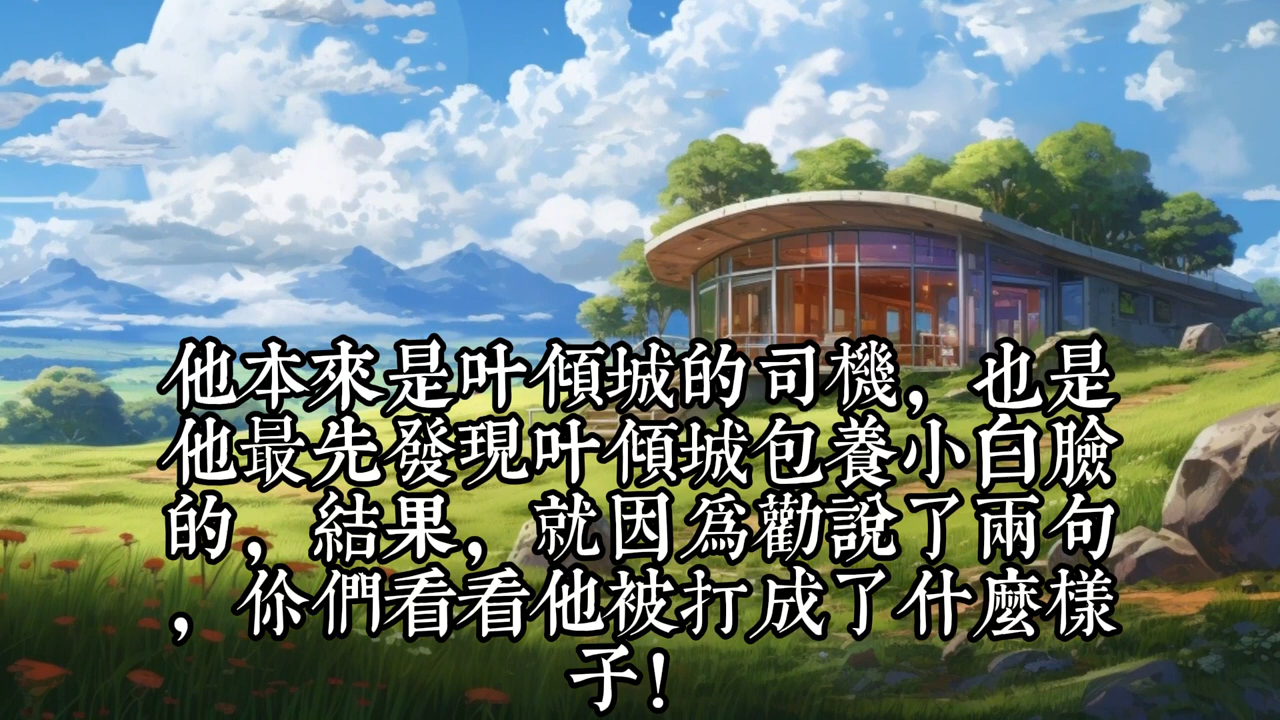 他本來是叶傾城的司機，也是
他最先發現叶傾城包養小白臉
的，結果，就因爲勸說了兩句
，伱們看看他被打成了什麼樣
子！